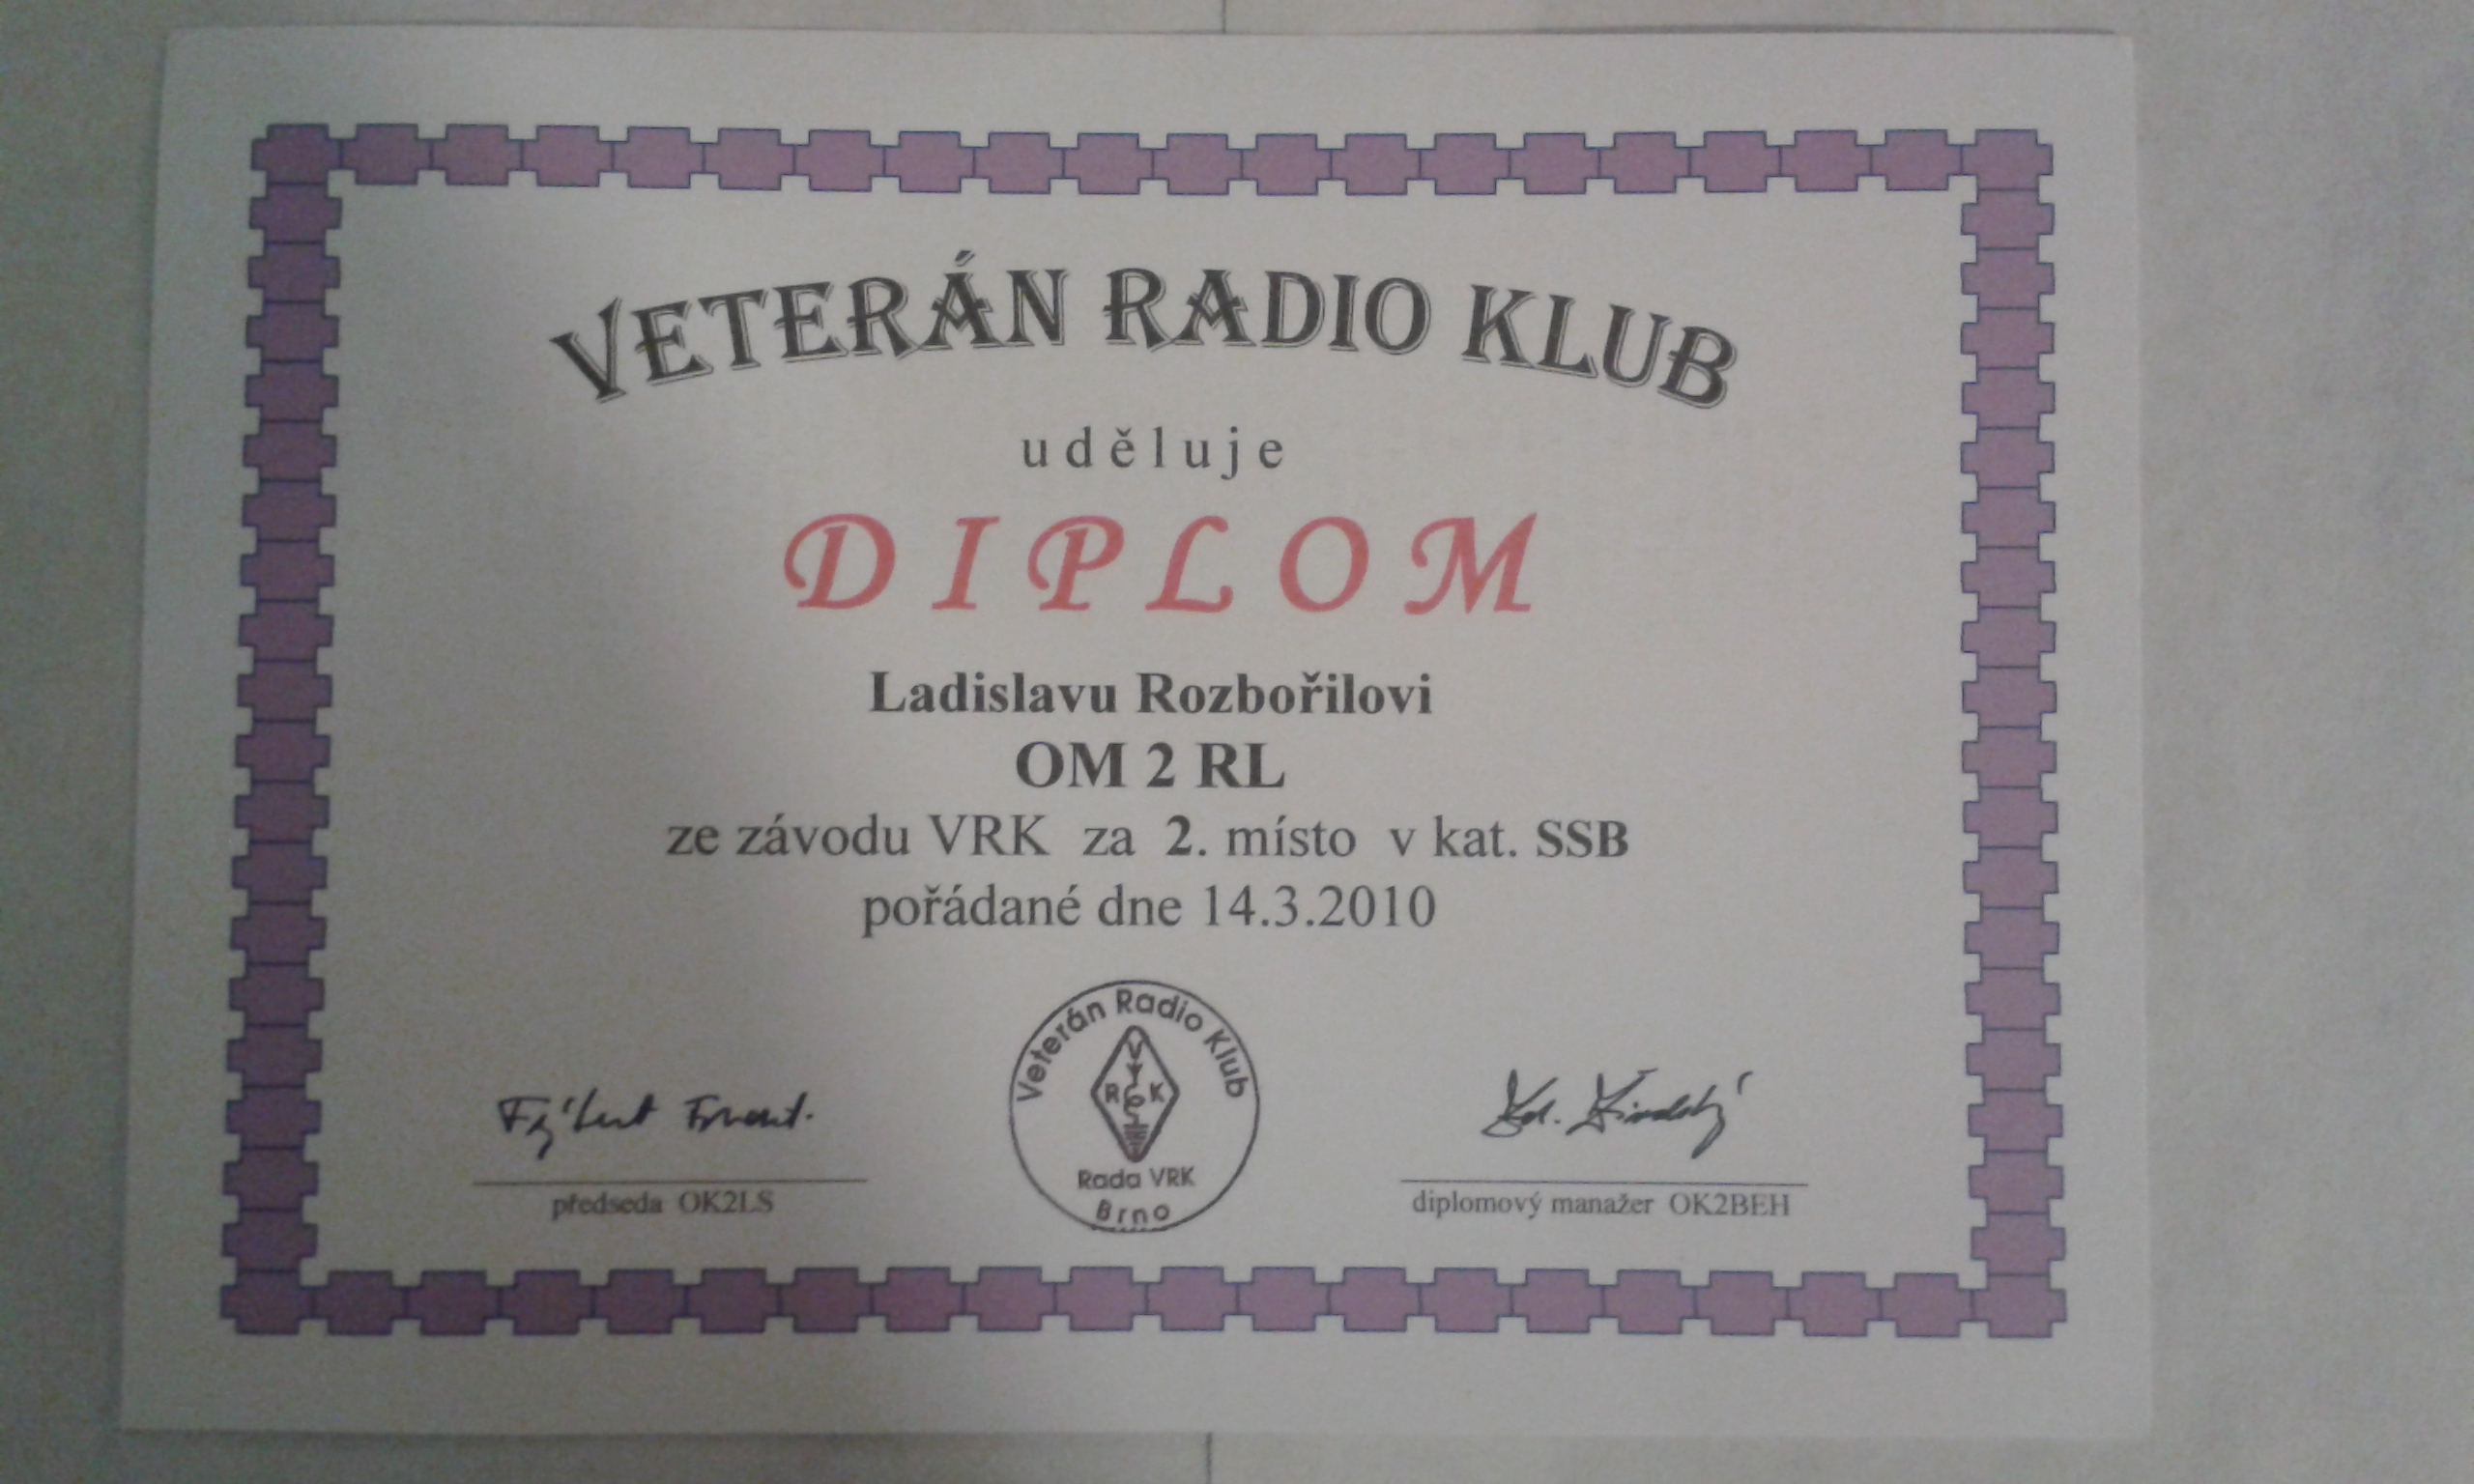 VETERÁN RADIO KLUB
uděluje
DIPLOM
Ladislavu Rozbořilovi
OM 2 RL
ze závodu VRK za 2. místo v kat. SSB
pořádané dne 14.3.2010
Veterán Radio Klub
V
R K
Rada VRK
Brno
předseda OK2LS
diplomový manažer OK2BEH